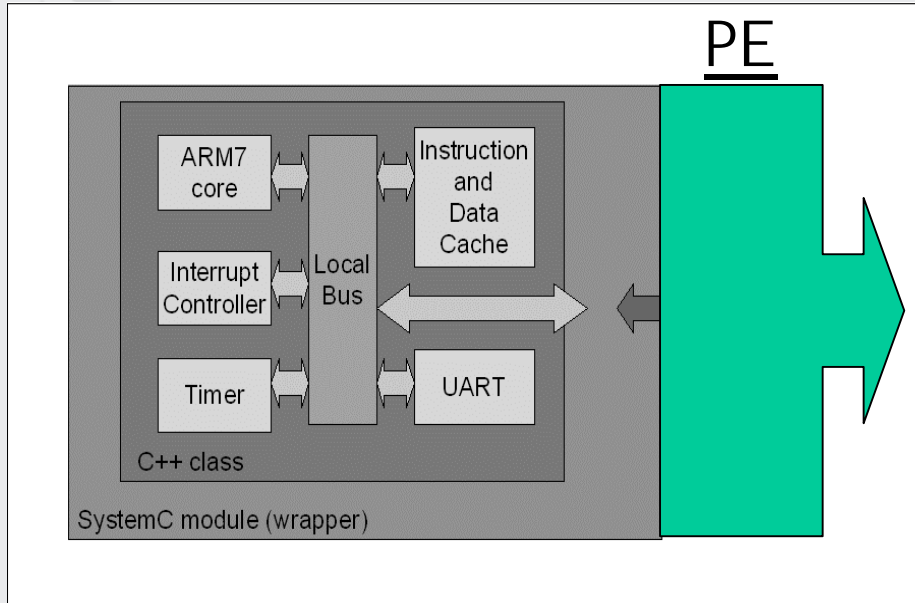 PE
ARM7
core
Instruction
and
Data
Cache
Interrupt
Controller
Local
Bus
Timer
UART
C++ class
SystemC module (wrapper)